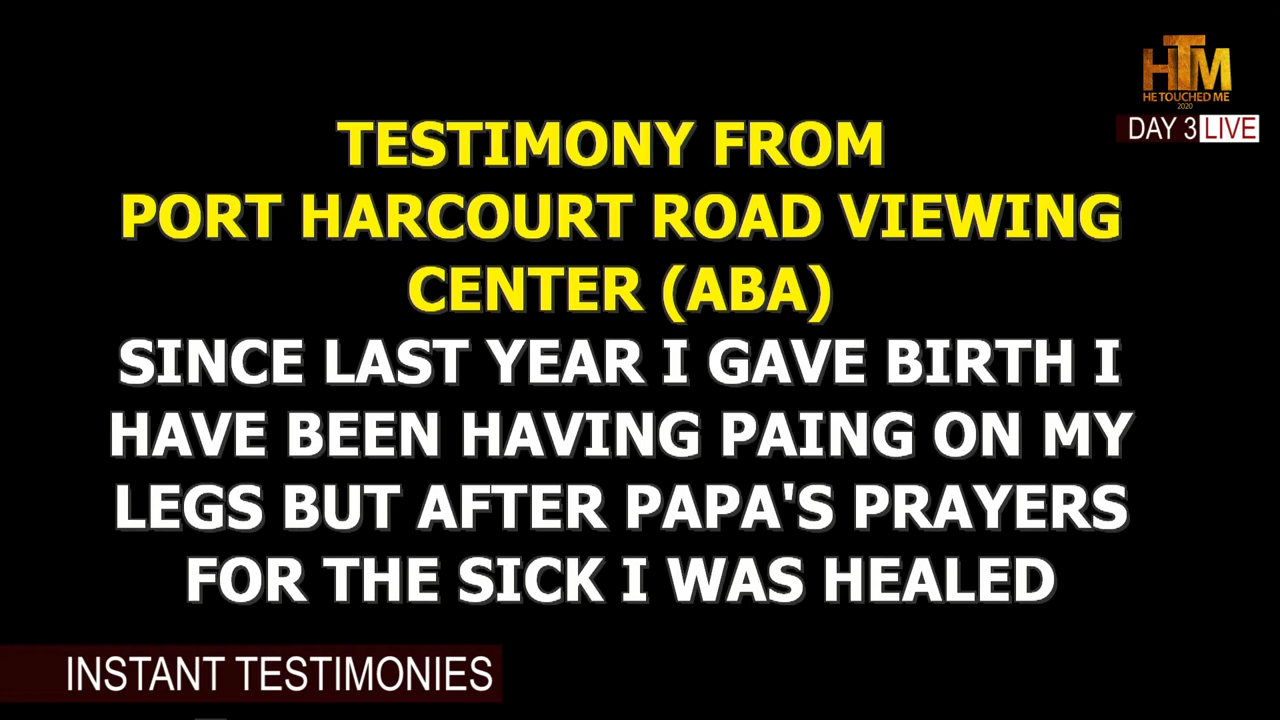 HTM
HE TOUCHED ME
2020
DAY 3 LIVE
TESTIMONY FROM
PORT HARCOURT ROAD VIEWING
CENTER (ABA)
SINCE LAST YEAR I GAVE BIRTH I
HAVE BEEN HAVING PAING ON MY
LEGS BUT AFTER PAPA'S PRAYERS
FOR THE SICK I WAS HEALED
INSTANT TESTIMONIES